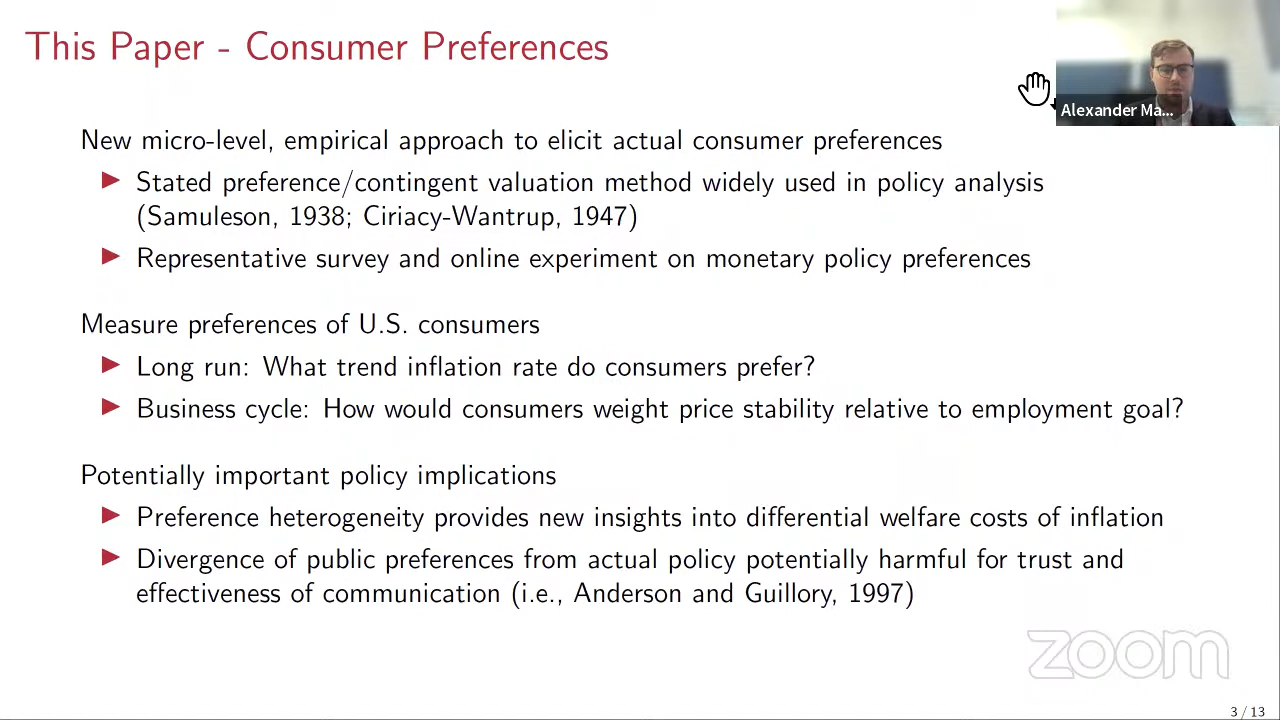 This Paper - Consumer Preferences
Alexander Ma...
New micro-level, empirical approach to elicit actual consumer preferences
Stated preference/contingent valuation method widely used in policy analysis
(Samuleson, 1938; Ciriacy-Wantrup, 1947)
Representative survey and online experiment on monetary policy preferences
Measure preferences of U.S. consumers
Long run: What trend inflation rate do consumers prefer?
Business cycle: How would consumers weight price stability relative to employment goal?
Potentially important policy implications
Preference heterogeneity provides new insights into differential welfare costs of inflation
Divergence of public preferences from actual policy potentially harmful for trust and
effectiveness of communication (i.e., Anderson and Guillory, 1997)
zoom
3 / 13